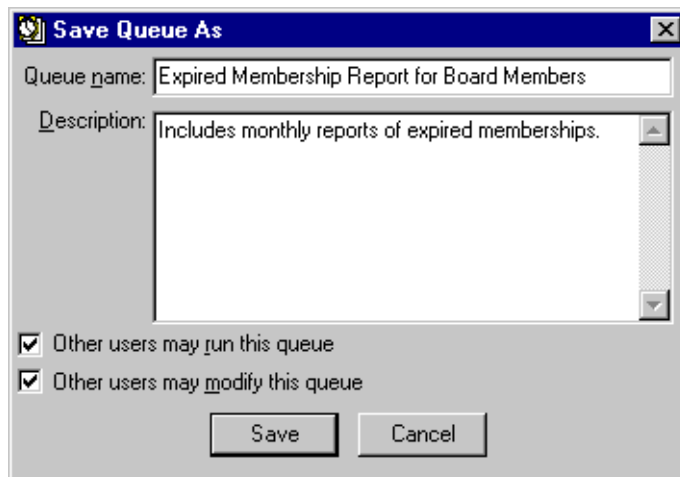 Save Queue As
Queue name: Expired Membership Report for Board Members
Description: Includes monthly reports of expired memberships.
Other users may run this queue
Other users may modify this queue
Save Cancel